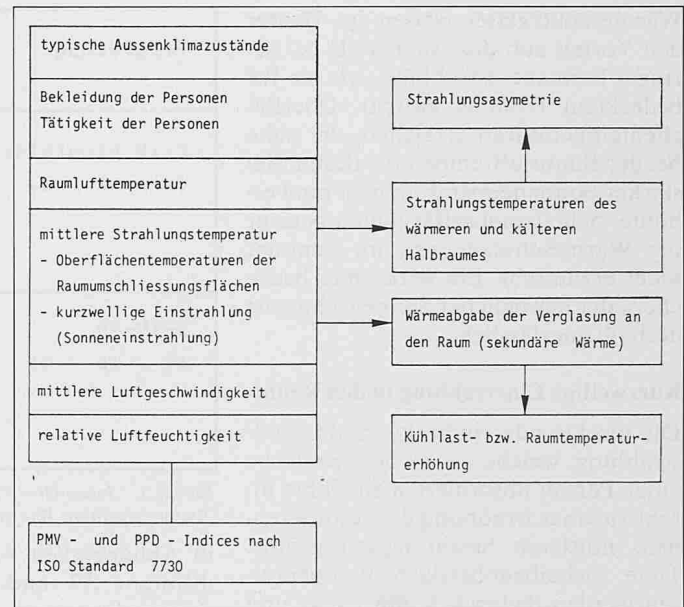 typische Aussenklimazustände
Bekleidung der Personen
Tätigkeit der Personen
Raumlufttemperatur
mittlere Strahlungstemperatur
- Oberflächentemperaturen der
Raumumschliessungsflächen
- kurzwellige Einstrahlung
(Sonneneinstrahlung)
mittlere Luftgeschwindigkeit
relative Luftfeuchtigkeit
PMV - und PPD - Indices nach
ISO Standard 7730
Strahlungsasymetrie
Strahlungstemperaturen des
wärmeren und kälteren
Halbraumes
Wärmeabgabe der Verglasung an
den Raum (sekundäre Wärme)
Kühllast- bzw. Raumtemperatur-
erhöhung